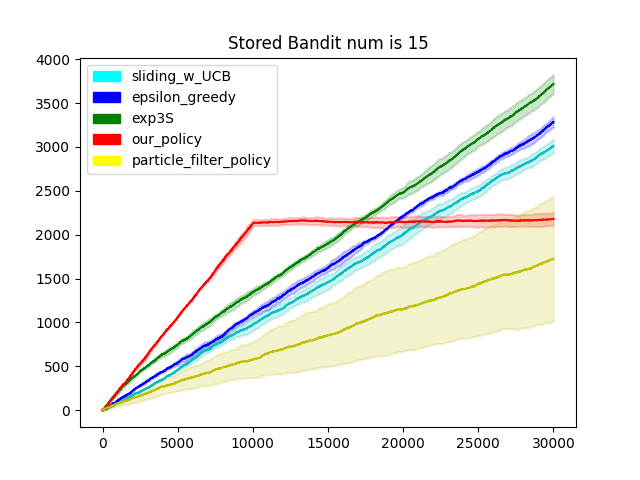 Stored Bandit num is 15
4000
3500
3000
2500
2000
1500
1000
500
0
sliding_w_UCB
epsilon_greedy
exp3S
our_policy
particle_filter_policy
0 5000 10000 15000 20000 25000 30000